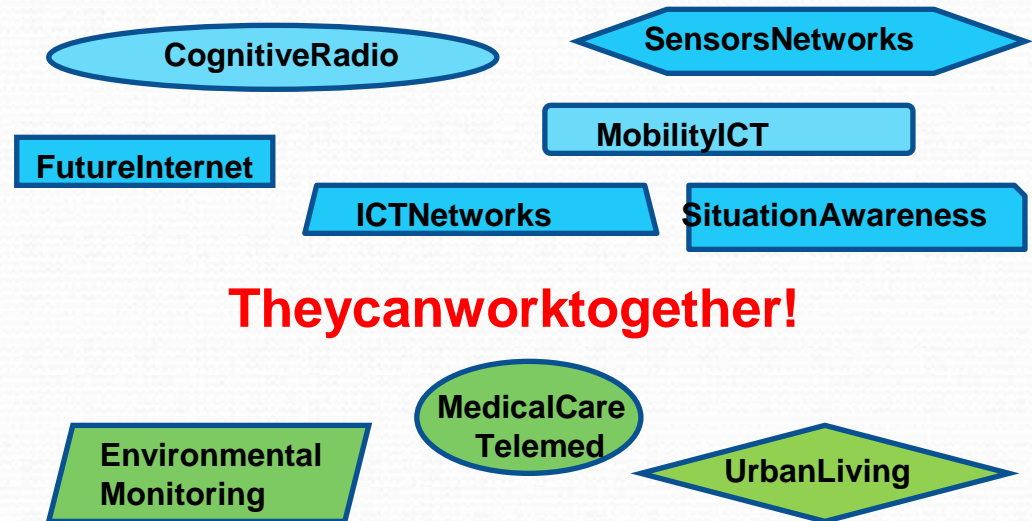 CognitiveRadio
SensorsNetworks
MobilityICT
FutureInternet
ICTNetworks
SituationAwareness
Theycanworktogether!
MedicalCare
Telemed
Environmental
Monitoring
UrbanLiving